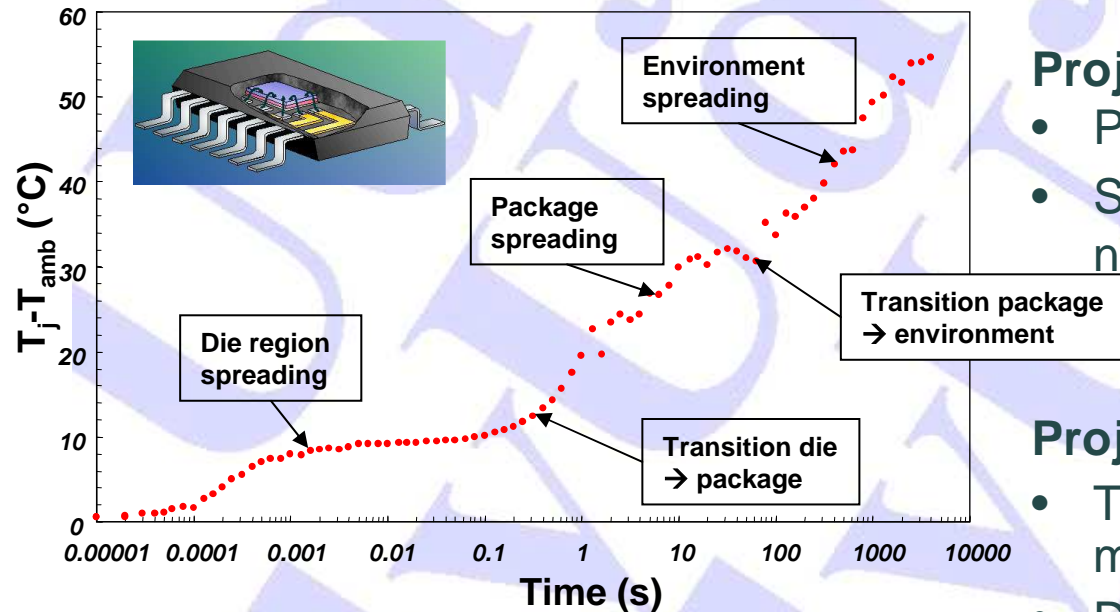 60
50
40
30
20
10
0
Tj-Tamb (°C)
Environment
spreading
Package
spreading
Die region
spreading
Transition package
→ environment
Transition die
→ package
0.00001 0.0001 0.001 0.01 0.1 1 10 100 1000 10000
Time (s)
Proj
• P
• S
n
Proj
• T
m
•